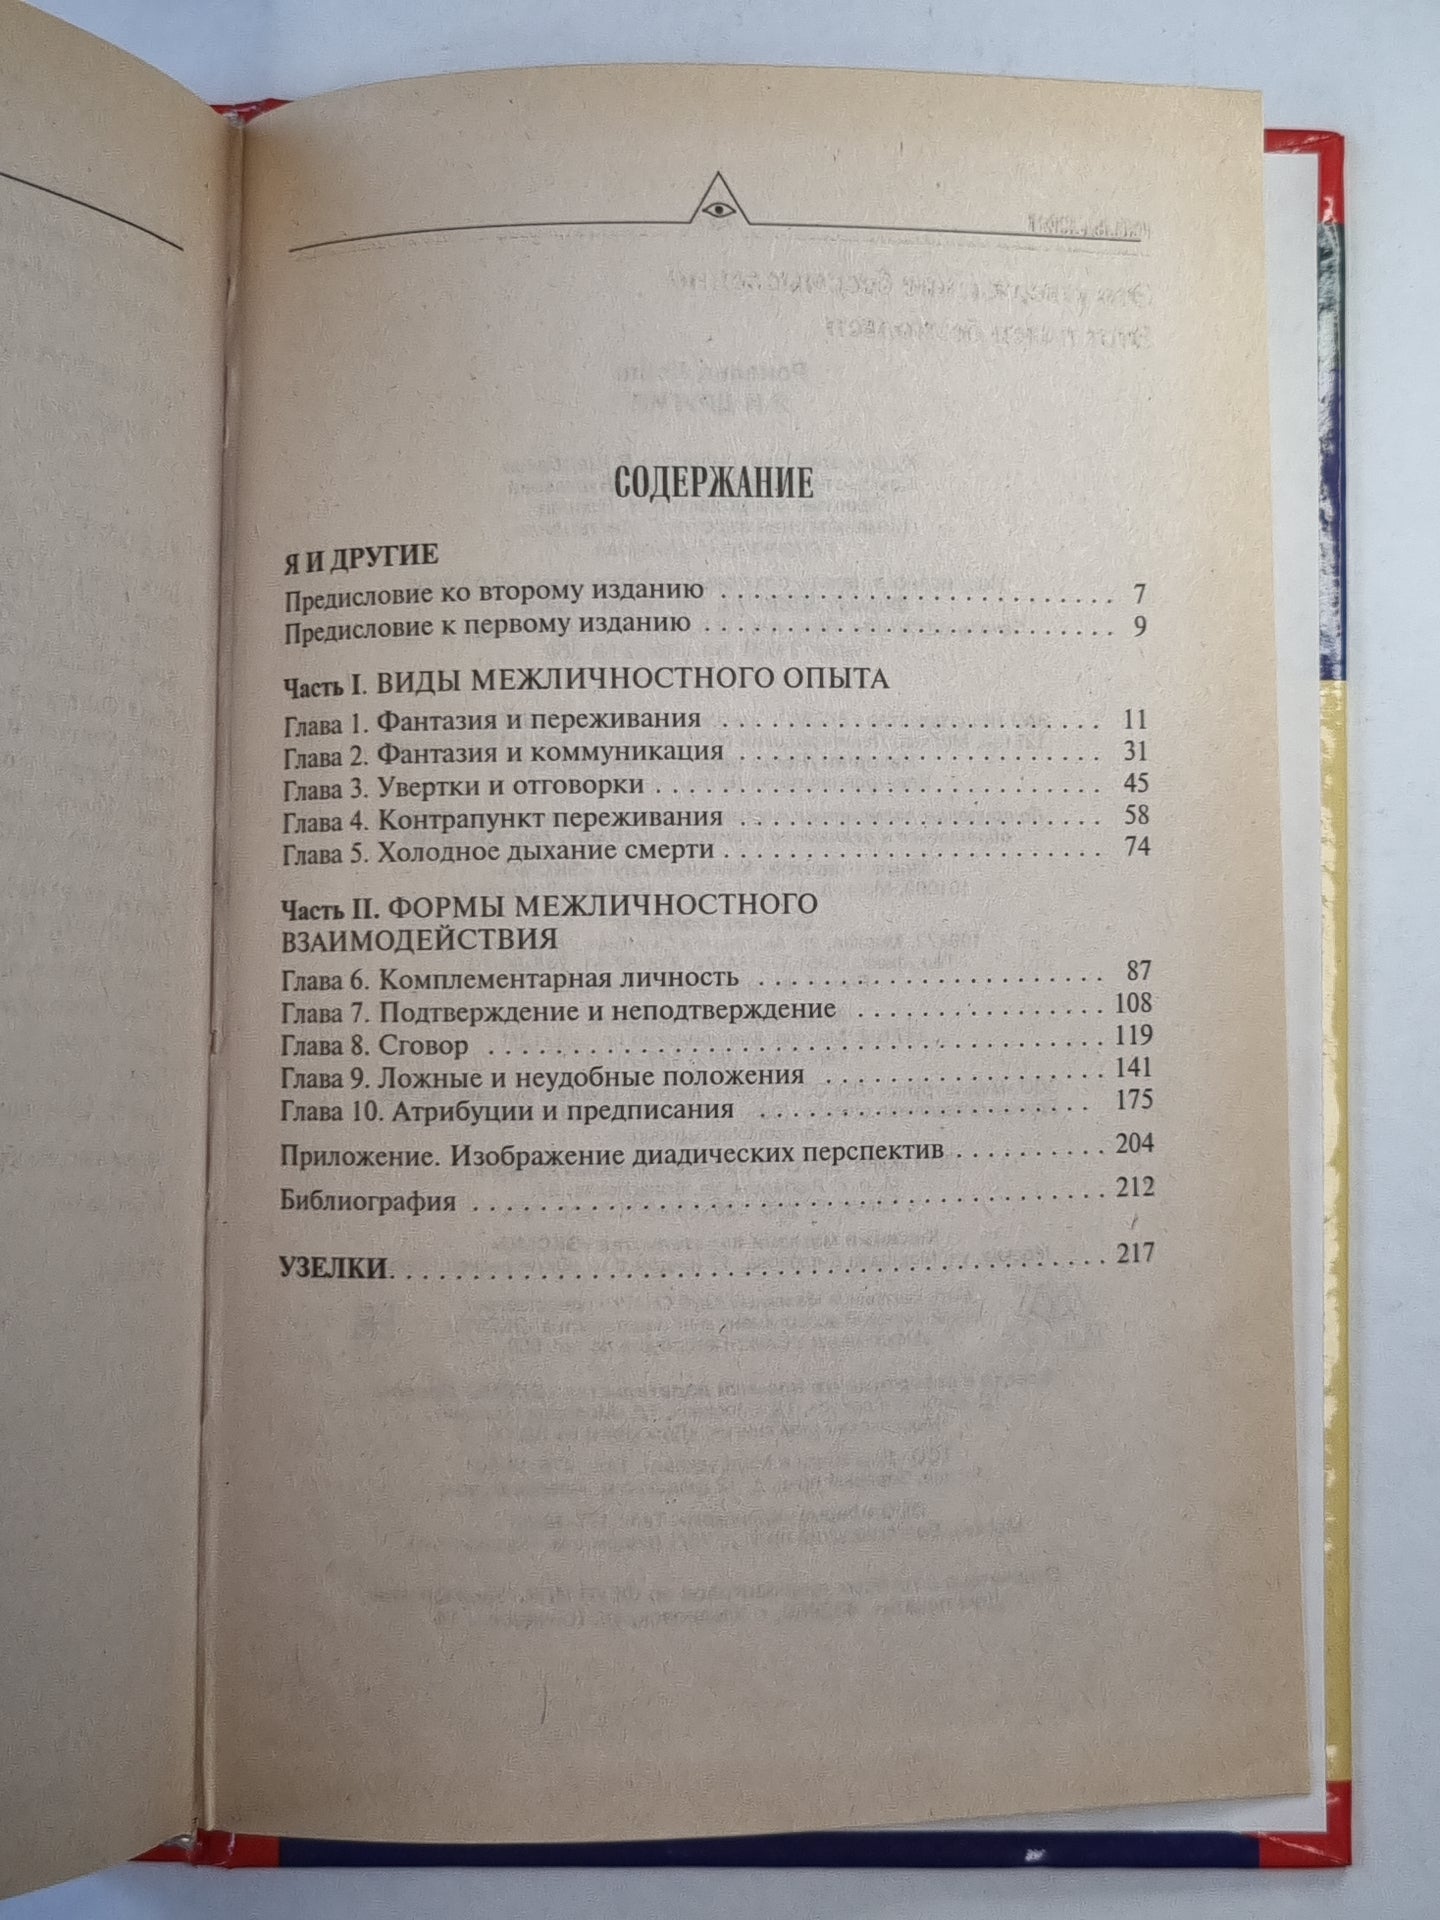 СОДЕРЖАНИЕ
Я И ДРУГИЕ
Предисловие ко второму изданию . . . . . . . . . . . . . . . . . . . . . . . . . 7
Предисловие к первому изданию . . . . . . . . . . . . . . . . . . . . . . . . . . 9
Часть I. ВИДЫ МЕЖЛИЧНОСТНОГО ОПЫТА
Глава 1. Фантазия и переживания . . . . . . . . . . . . . . . . . . . . . . . . 11
Глава 2. Фантазия и коммуникация . . . . . . . . . . . . . . . . . . . . . . . 31
Глава 3. Увертки и отговорки . . . . . . . . . . . . . . . . . . . . . . . . . . . . 45
Глава 4. Контрапункт переживания . . . . . . . . . . . . . . . . . . . . . . . 58
Глава 5. Холодное дыхание смерти . . . . . . . . . . . . . . . . . . . . . . . . 74
Часть II. ФОРМЫ МЕЖЛИЧНОСТНОГО
ВЗАИМОДЕЙСТВИЯ
Глава 6. Комплементарная личность . . . . . . . . . . . . . . . . . . . . . . 87
Глава 7. Подтверждение и неподтверждение . . . . . . . . . . . . . . . . 108
Глава 8. Сговор . . . . . . . . . . . . . . . . . . . . . . . . . . . . . . . . . . . . . . . 119
Глава 9. Ложные и неудобные положения . . . . . . . . . . . . . . . . . . 141
Глава 10. Атрибуции и предписания . . . . . . . . . . . . . . . . . . . . . 175
Приложение. Изображение диадических перспектив . . . . . . . . . . 204
Библиография . . . . . . . . . . . . . . . . . . . . . . . . . . . . . . . . . . . . . . . . 212
УЗЕЛКИ. . . . . . . . . . . . . . . . . . . . . . . . . . . . . . . . . . . . . . . . . . . . . 217